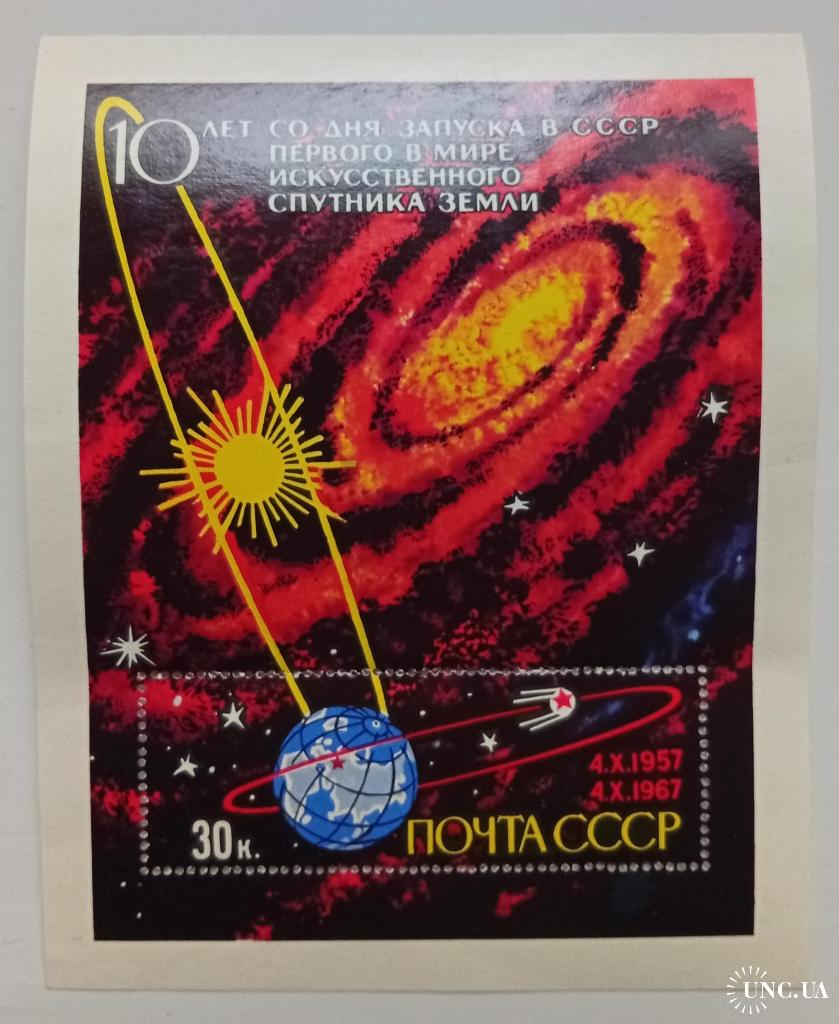 10 ЛЕТ СО ДНЯ ЗАПУСКА В СССР
ПЕРВОГО В МИРЕ
ИСКУССТВЕННОГО
СПУТНИКА ЗЕМЛИ
4.X.1957
4.X.1967
30 к.
ПОЧТА СССР
UNC.UA